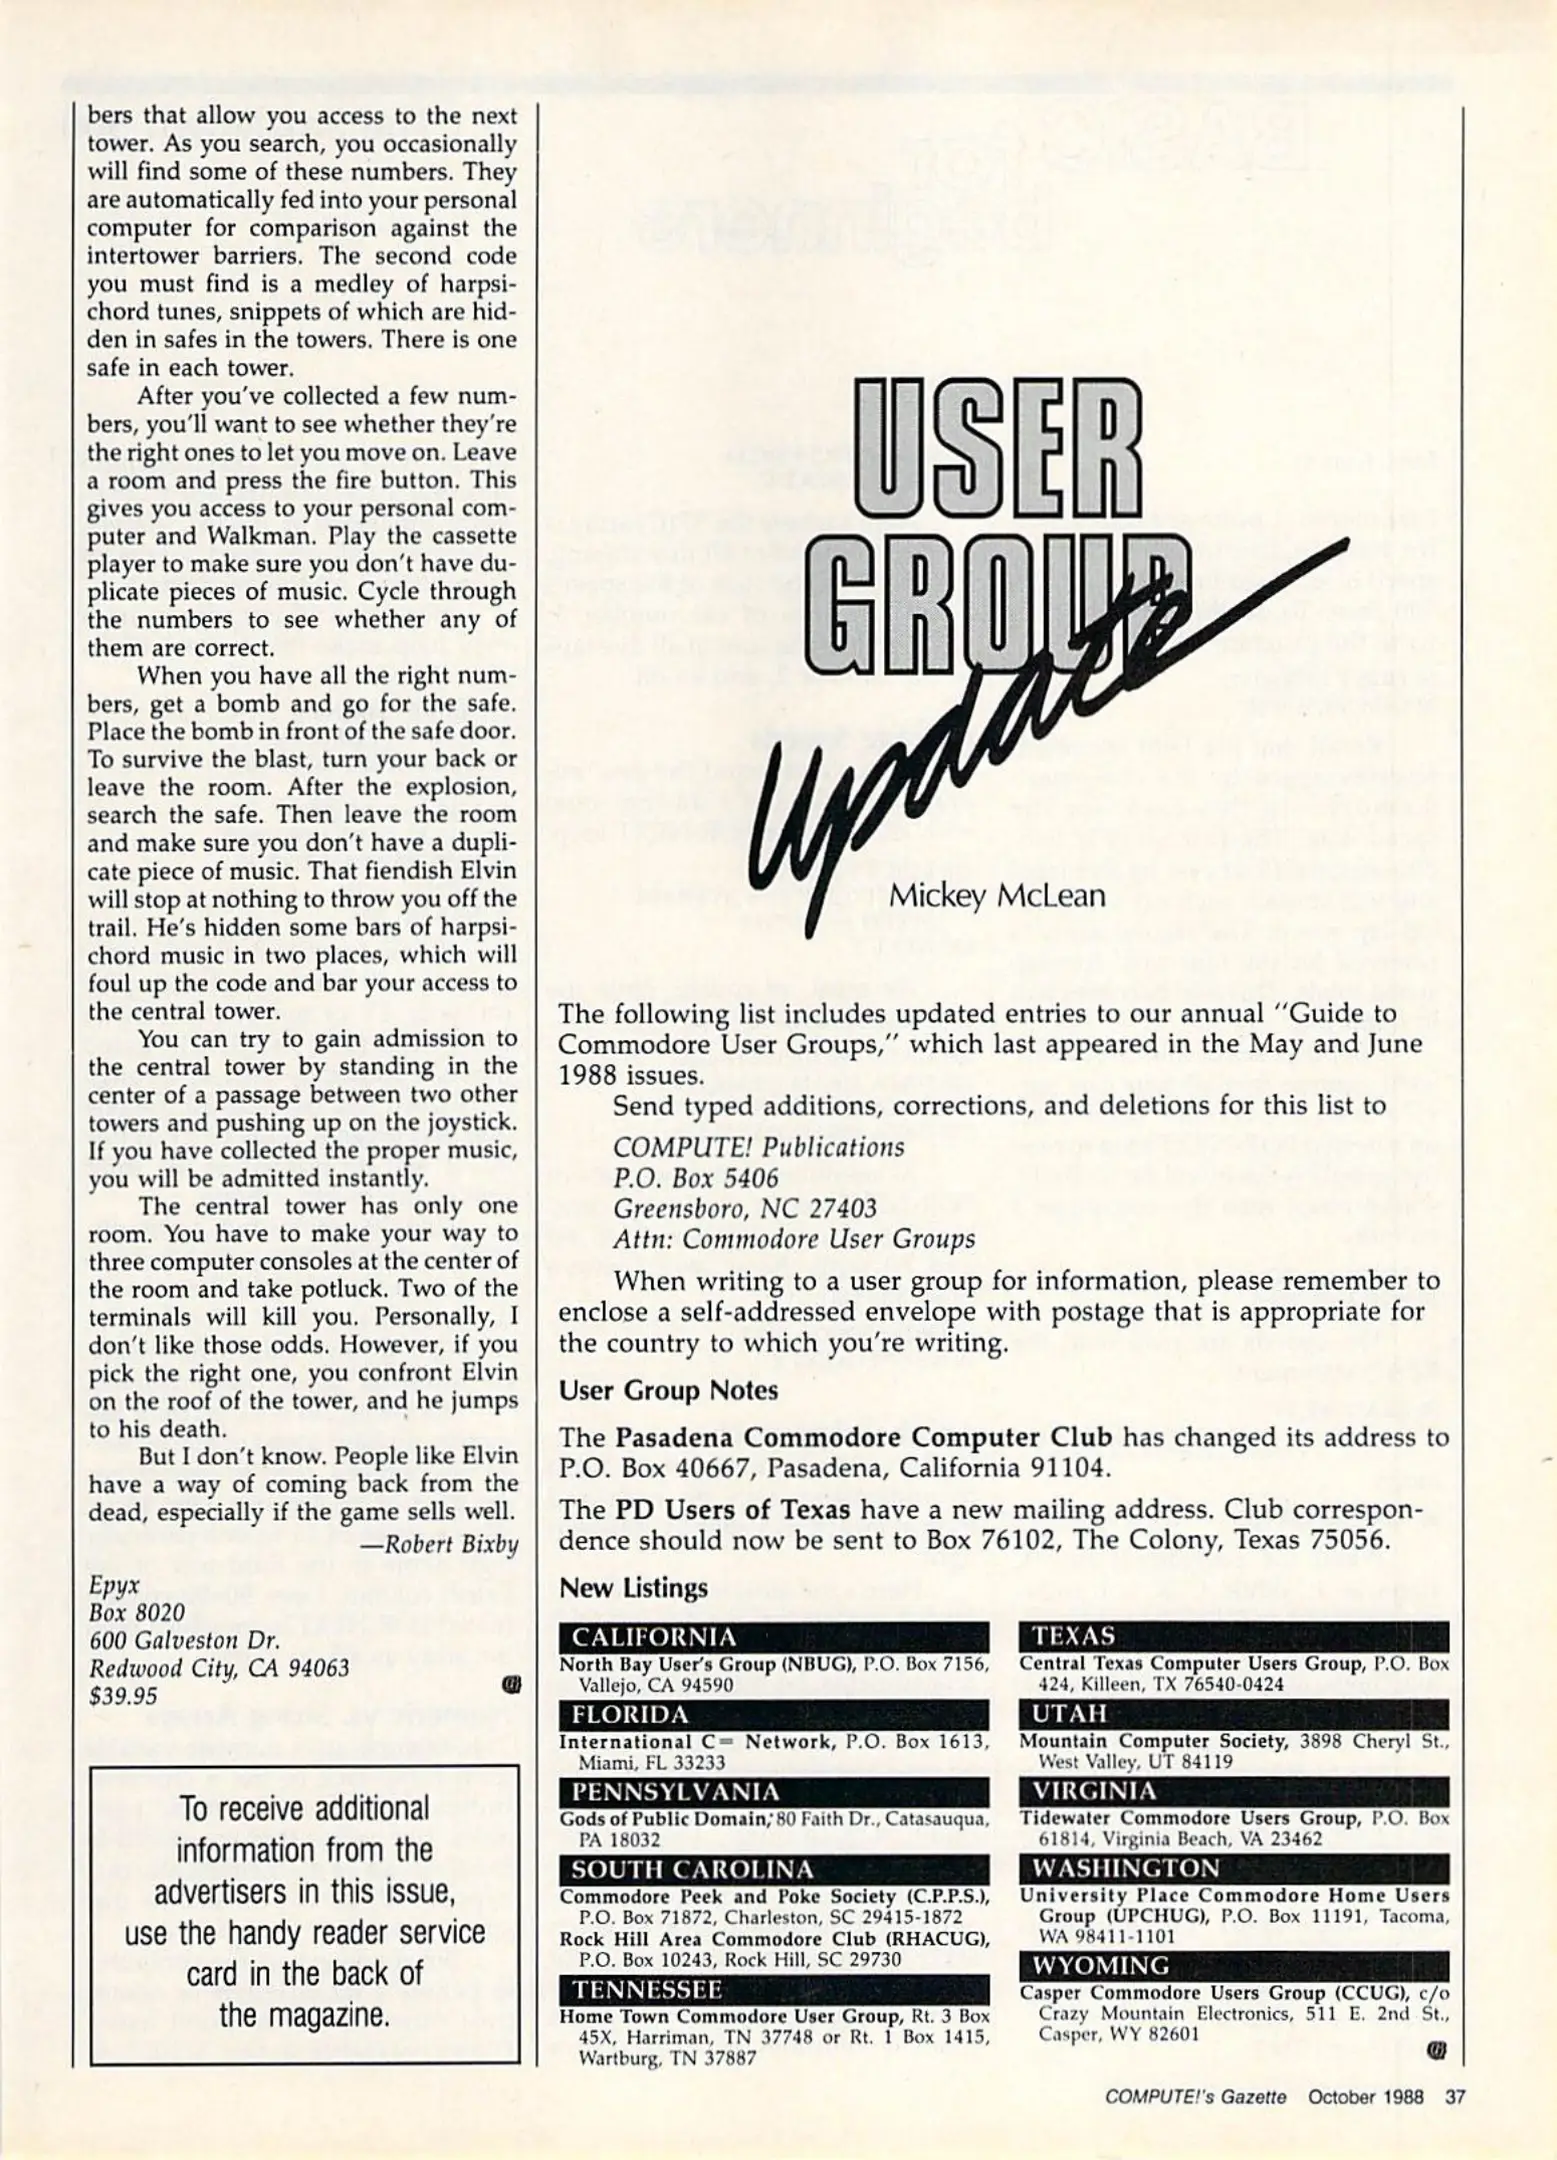 bers that allow you access to the next
tower. As you search, you occasionally
will find some of these numbers. They
are automatically fed into your personal
computer for comparison against the
intertower barriers. The second code
you must find is a medley of harpsi-
chord tunes, snippets of which are hid-
den in safes in the towers. There is one
safe in each tower.
After you've collected a few num-
bers, you'll want to see whether they're
the right ones to let you move on. Leave
a room and press the fire button. This
gives you access to your personal com-
puter and Walkman. Play the cassette
player to make sure you don't have du-
plicate pieces of music. Cycle through
the numbers to see whether any of
them are correct.
When you have all the right num-
bers, get a bomb and go for the safe.
Place the bomb in front of the safe door.
To survive the blast, turn your back or
leave the room. After the explosion,
search the safe. Then leave the room
and make sure you don't have a dupli-
cate piece of music. That fiendish Elvin
will stop at nothing to throw you off the
trail. He's hidden some bars of harpsi-
chord music in two places, which will
foul up the code and bar your access to
the central tower.
You can try to gain admission to
the central tower by standing in the
center of a passage between two other
towers and pushing up on the joystick.
If you have collected the proper music,
you will be admitted instantly.
The central tower has only one
room. You have to make your way to
three computer consoles at the center of
the room and take potluck. Two of the
terminals will kill you. Personally, I
don't like those odds. However, if you
pick the right one, you confront Elvin
on the roof of the tower, and he jumps
to his death.
But I don't know. People like Elvin
have a way of coming back from the
dead, especially if the game sells well.
—Robert Bixby
Epyx
Box 8020
600 Galveston Dr.
Redwood City, CA 94063
$39.95
To receive additional
information from the
advertisers in this issue,
use the handy reader service
card in the back of
the magazine.
USER
GROUP
Update
Mickey McLean
The following list includes updated entries to our annual "Guide to
Commodore User Groups," which last appeared in the May and June
1988 issues.
Send typed additions, corrections, and deletions for this list to
COMPUTE! Publications
P.O. Box 5406
Greensboro, NC 27403
Attn: Commodore User Groups
When writing to a user group for information, please remember to
enclose a self-addressed envelope with postage that is appropriate for
the country to which you're writing.
User Group Notes
The Pasadena Commodore Computer Club has changed its address to
P.O. Box 40667, Pasadena, California 91104.
The PD Users of Texas have a new mailing address. Club correspon-
dence should now be sent to Box 76102, The Colony, Texas 75056.
New Listings
CALIFORNIA
North Bay User's Group (NBUG), P.O. Box 7156,
Vallejo, CA 94590
FLORIDA
International C= Network, P.O. Box 1613,
Miami, FL 33233
PENNSYLVANIA
Gods of Public Domain, 80 Faith Dr., Catasauqua,
PA 18032
SOUTH CAROLINA
Commodore Peek and Poke Society (C.P.P.S.),
P.O. Box 71872, Charleston, SC 29415-1872
Rock Hill Area Commodore Club (RHACUG),
P.O. Box 10243, Rock Hill, SC 29730
TENNESSEE
Home Town Commodore User Group, Rt. 3 Box
45X, Harriman, TN 37748 or Rt. 1 Box 1415,
Wartburg, TN 37887
TEXAS
Central Texas Computer Users Group, P.O. Box
424, Killeen, TX 76540-0424
UTAH
Mountain Computer Society, 3898 Cheryl St.,
West Valley, UT 84119
VIRGINIA
Tidewater Commodore Users Group, P.O. Box
61814, Virginia Beach, VA 23462
WASHINGTON
University Place Commodore Home Users
Group (UPCHUG), P.O. Box 11191, Tacoma,
WA 98411-1101
WYOMING
Casper Commodore Users Group (CCUG), c/o
Crazy Mountain Electronics, 511 E. 2nd St.,
Casper, WY 82601
COMPUTE!'s Gazette October 1988 37